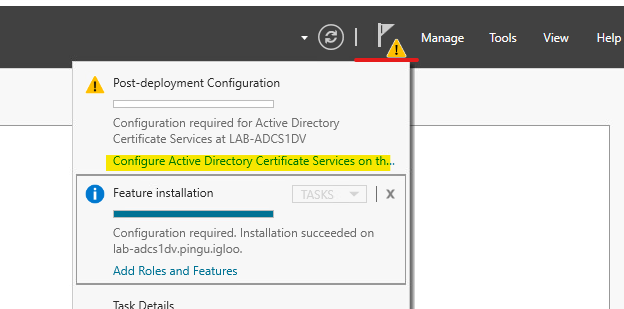 Manage Tools View Help
Post-deployment Configuration
Configuration required for Active Directory
Certificate Services at LAB-ADCS1DV
Configure Active Directory Certificate Services on th...
Feature installation TASKS X
Configuration required. Installation succeeded on
lab-adcs1dv.pingu.igloo.
Add Roles and Features
Task Details